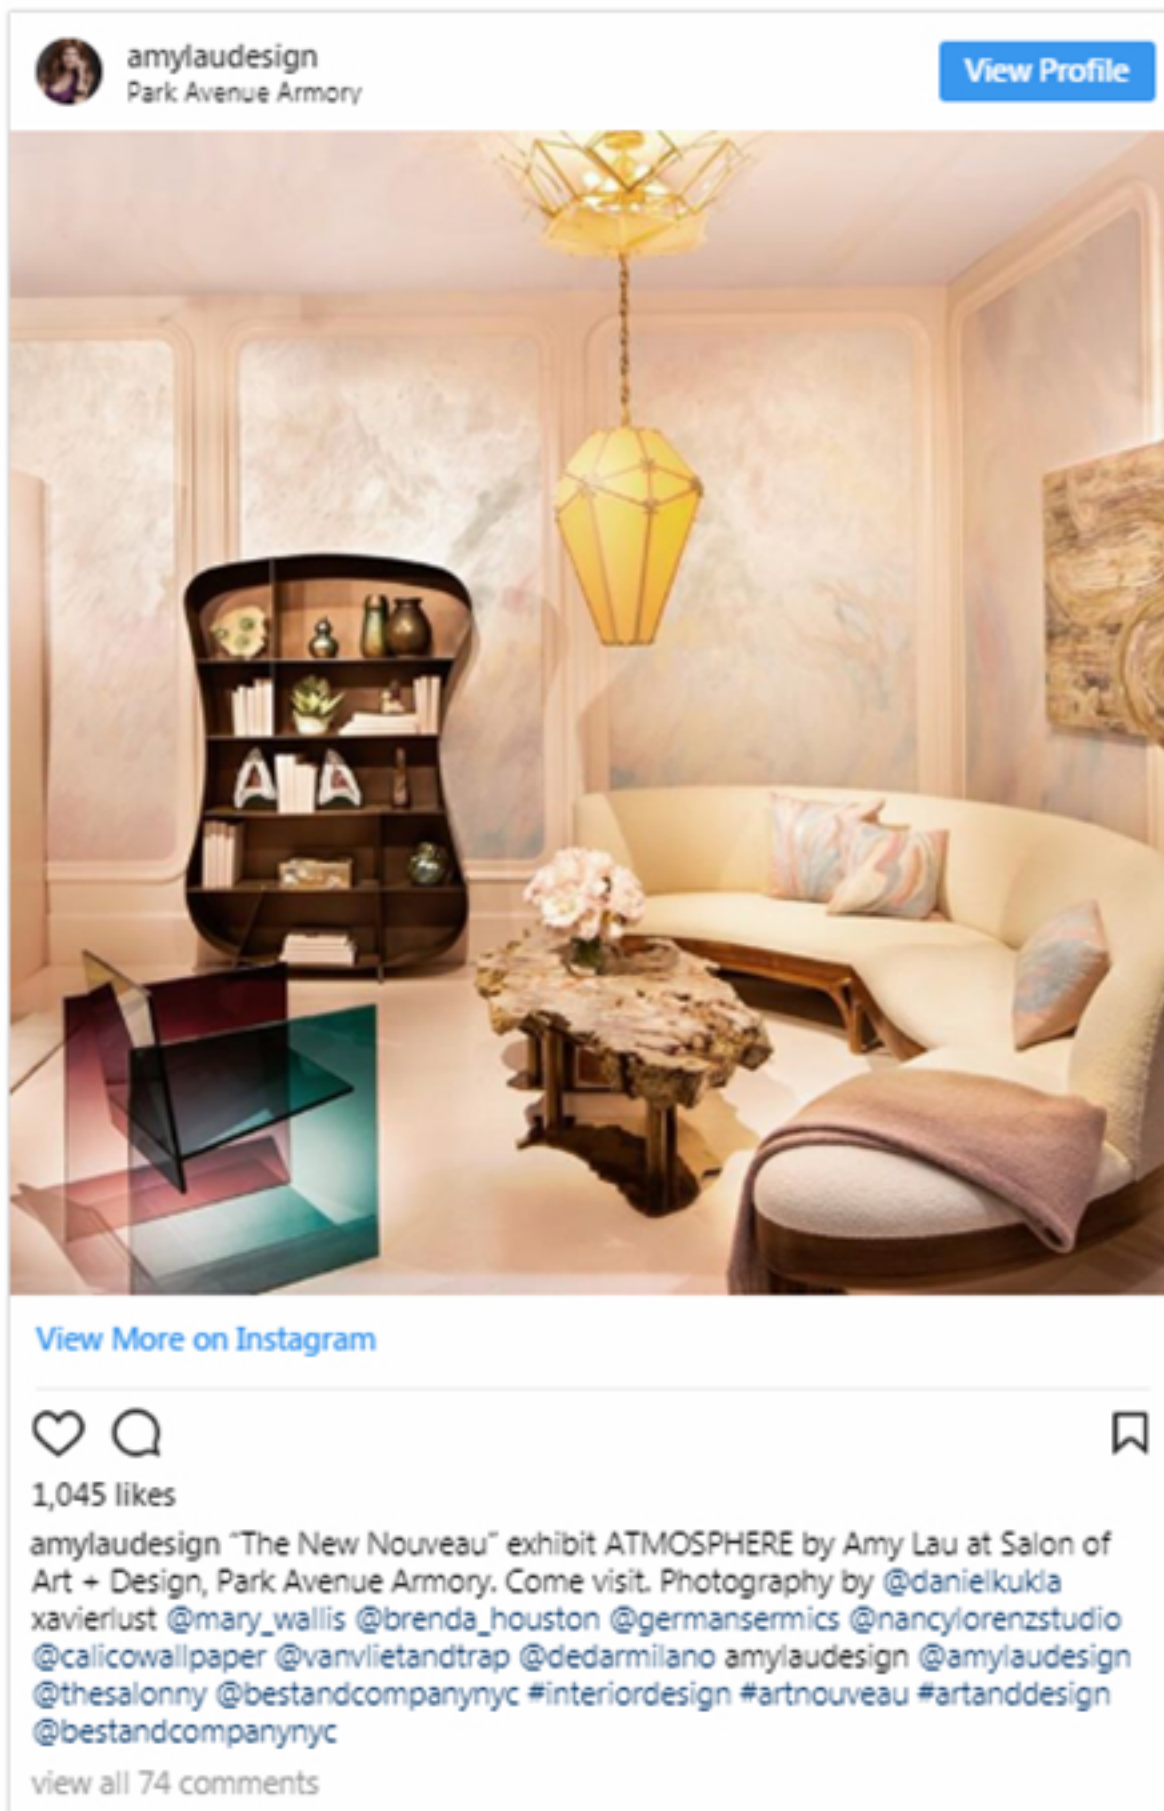 amylaudesign
Park Avenue Armory
View Profile
View More on Instagram
1,045 likes
amylaudesign “The New Nouveau” exhibit ATMOSPHERE by Amy Lau at Salon of
Art + Design, Park Avenue Armory. Come visit. Photography by @danielkukla
xavierlust @mary_wallis @brenda_houston @germansermics @nancylorenzstudio
@calicowallpaper @vanvlietandtrap @dedarmilano amylaudesign @amylaudesign
@thesalonny @bestandcompanynyc #interiordesign #artnouveau #artanddesign
@bestandcompanynyc
view all 74 comments